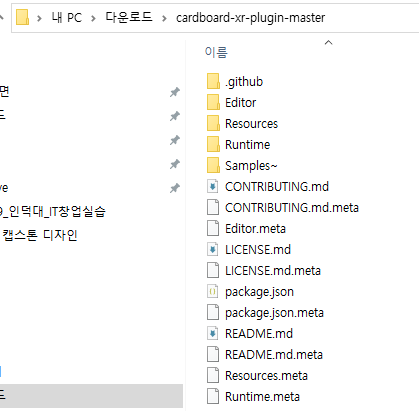 내 PC > 다운로드 > cardboard-xr-plugin-master
이름
면
드
ve
9_인덕대_IT창업실습
캡스톤 디자인
드
.github
Editor
Resources
Runtime
Samples~
CONTRIBUTING.md
CONTRIBUTING.md.meta
Editor.meta
LICENSE.md
LICENSE.md.meta
package.json
package.json.meta
README.md
README.md.meta
Resources.meta
Runtime.meta